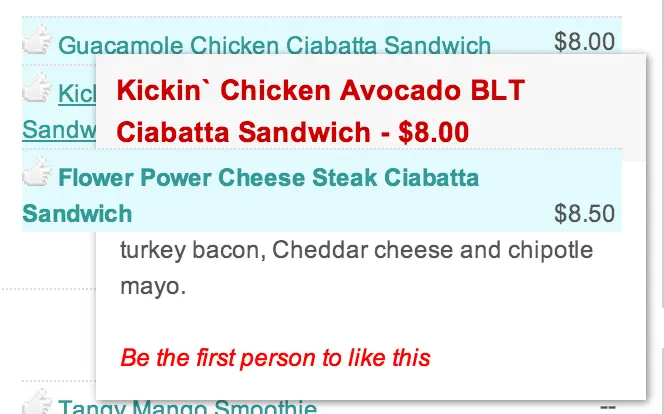 Guacamole Chicken Ciabatta Sandwich $8.00
Kick
Sandw
Kickin` Chicken Avocado BLT
Ciabatta Sandwich - $8.00
Flower Power Cheese Steak Ciabatta
Sandwich $8.50
turkey bacon, Cheddar cheese and chipotle
mayo.
Be the first person to like this
Tangy Mango Smoothie --